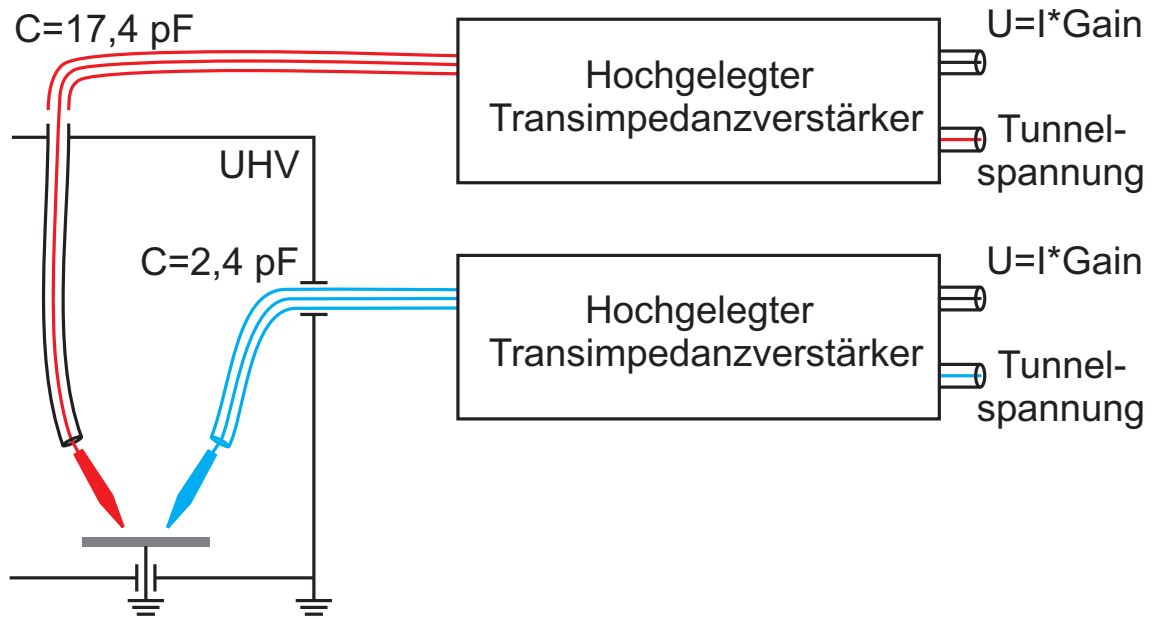 C=17,4 pF
U=I*Gain
Hochgelegter
Transimpedanzverstärker
Tunnel-
spannung
UHV
C=2,4 pF
U=I*Gain
Hochgelegter
Transimpedanzverstärker
Tunnel-
spannung